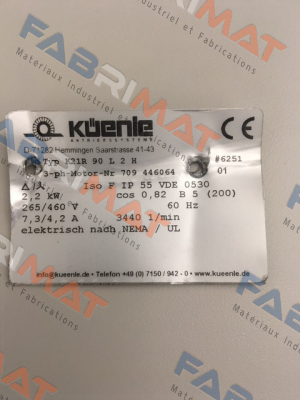 FABRIMAT
Matériaux Industriel et Fabrications
KÜENLE
ANTRIEBSSYSTEME
D-71282 Hemmingen Saarstrasse 41-43
Typ K21R 90 L 2 H #6251
3-ph-Motor-Nr 709 446064 01
△/人 Iso F IP 55 VDE 0530
2,2 kW cos 0,82 B 5 (200)
265/460 V 60 Hz
7,3/4,2 A 3440 1/min
elektrisch nach NEMA / UL
info@kueenle.de • Telefon +49 (0) 7150 / 942 - 0 • www.kueenle.de